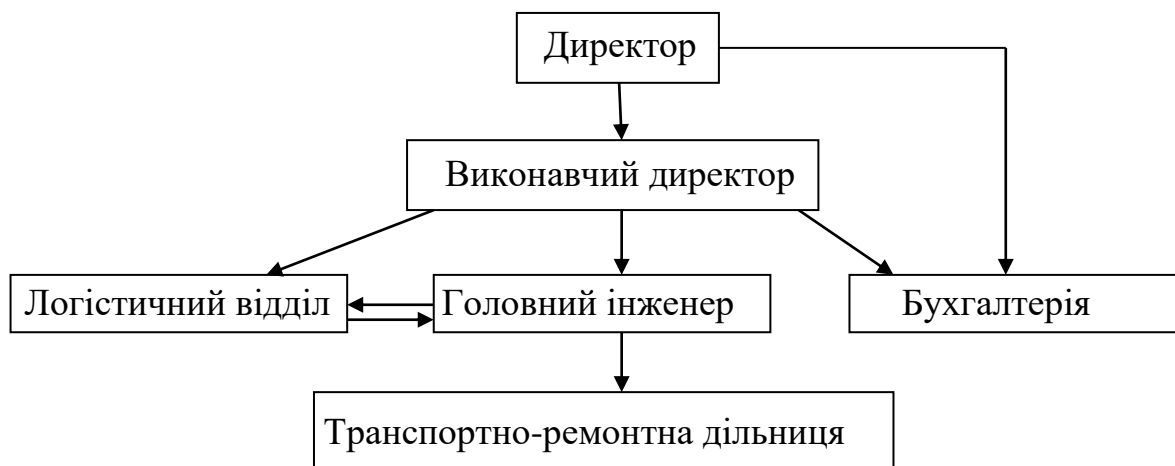 Директор
Виконавчий директор
Логістичний відділ
Головний інженер
Бухгалтерія
Транспортно-ремонтна дільниця